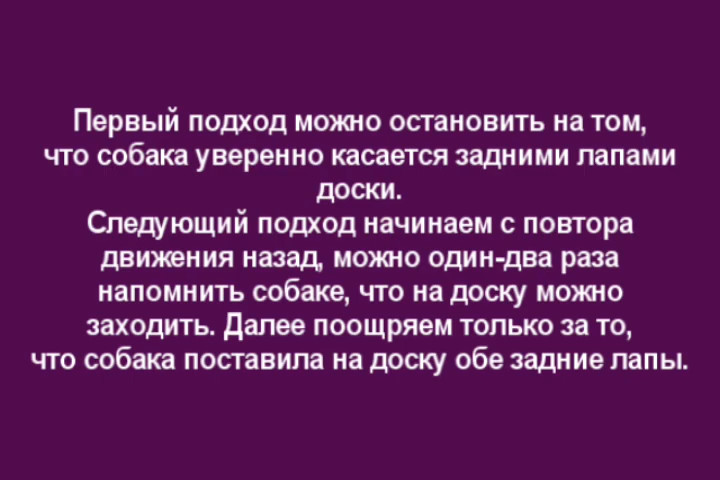 Первый подход можно остановить на том,
что собака уверенно касается задними лапами
доски.
Следующий подход начинаем с повтора
движения назад, можно один-два раза
напомнить собаке, что на доску можно
заходить. Далее поощряем только за то,
что собака поставила на доску обе задние лапы.